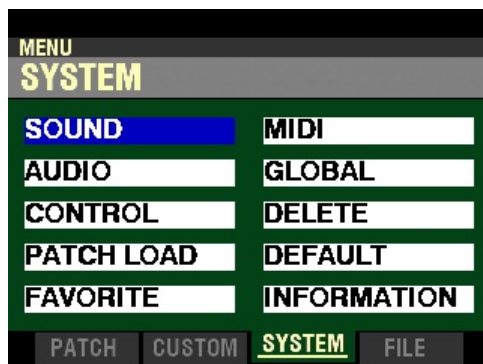 MENU
SYSTEM
SOUND
MIDI
AUDIO
GLOBAL
CONTROL
DELETE
PATCH LOAD
DEFAULT
FAVORITE
INFORMATION
PATCH CUSTOM SYSTEM FILE